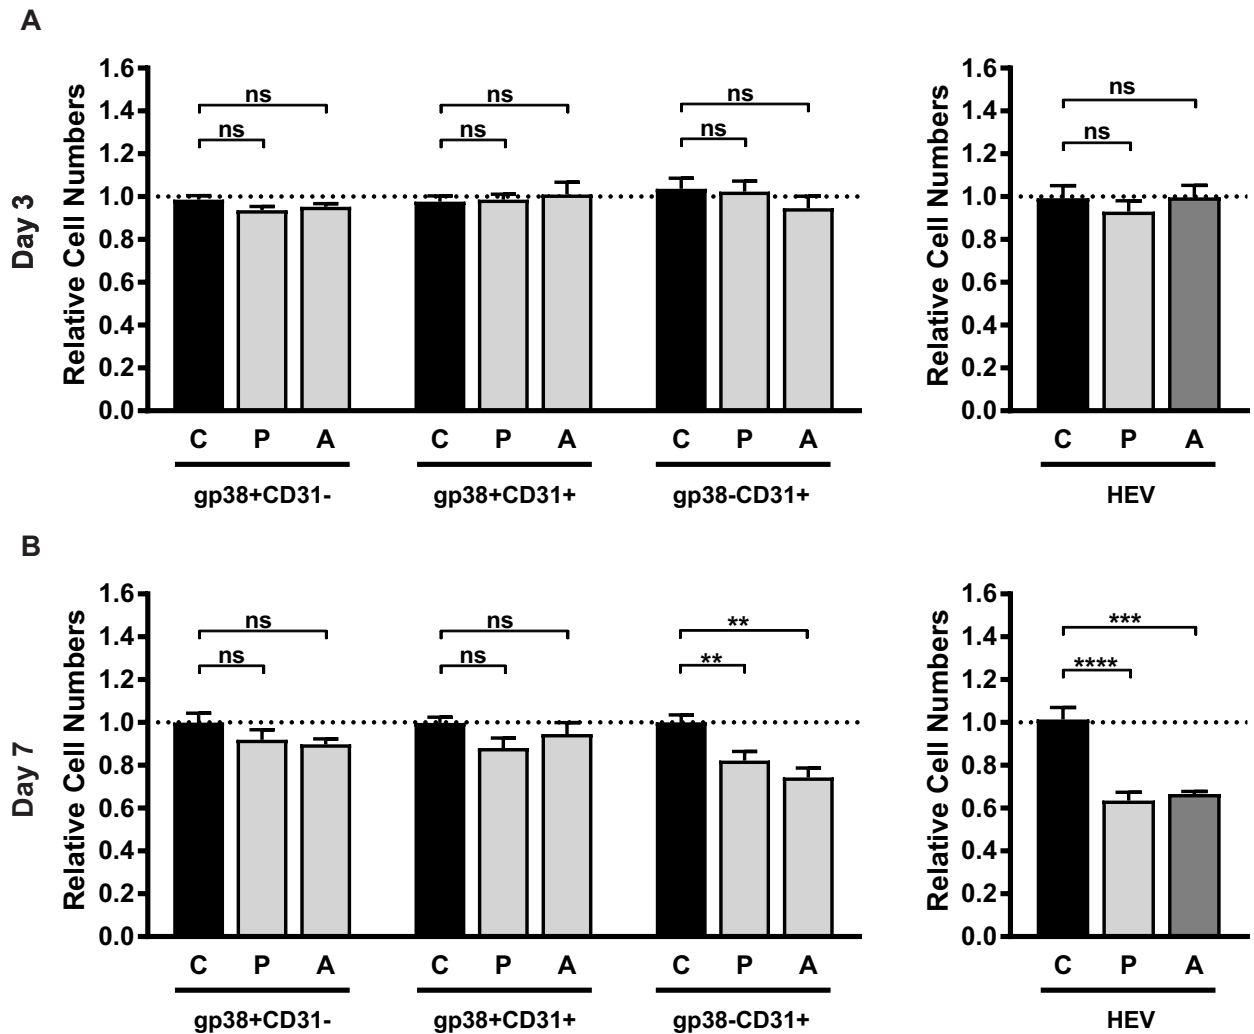 A
Day 3
Relative Cell Numbers
1.6
1.4
1.2
1.0
0.8
0.6
0.4
0.2
0.0
ns
ns
ns
ns
ns
ns
C P A C P A C P A
gp38+CD31- gp38+CD31+ gp38-CD31+
Relative Cell Numbers
1.6
1.4
1.2
1.0
0.8
0.6
0.4
0.2
0.0
ns
ns
C P A
HEV
B
Day 7
Relative Cell Numbers
1.6
1.4
1.2
1.0
0.8
0.6
0.4
0.2
0.0
ns
ns
ns
ns
**
**
C P A C P A C P A
gp38+CD31- gp38+CD31+ gp38-CD31+
Relative Cell Numbers
1.6
1.4
1.2
1.0
0.8
0.6
0.4
0.2
0.0
***
****
C P A
HEV